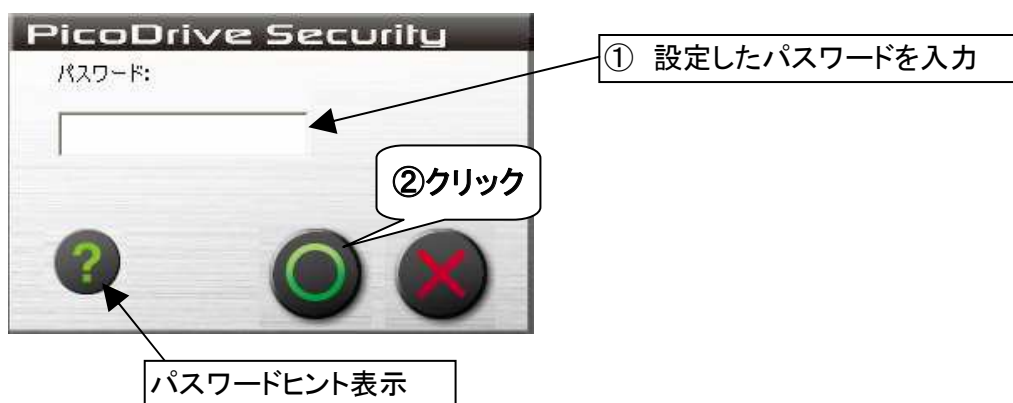 PicoDrive Security
パスワード:
① 設定したパスワードを入力
②クリック
?
パスワードヒント表示